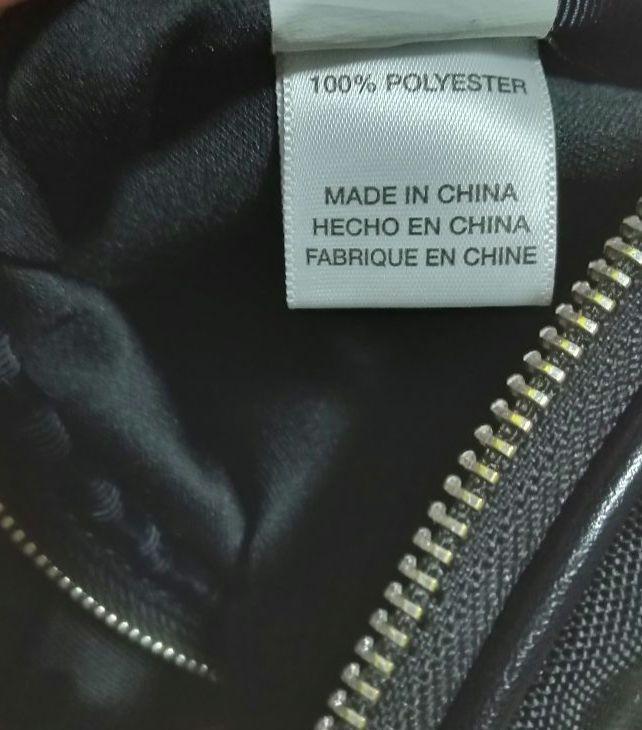 100% POLYESTER
MADE IN CHINA
HECHO EN CHINA
FABRIQUE EN CHINE